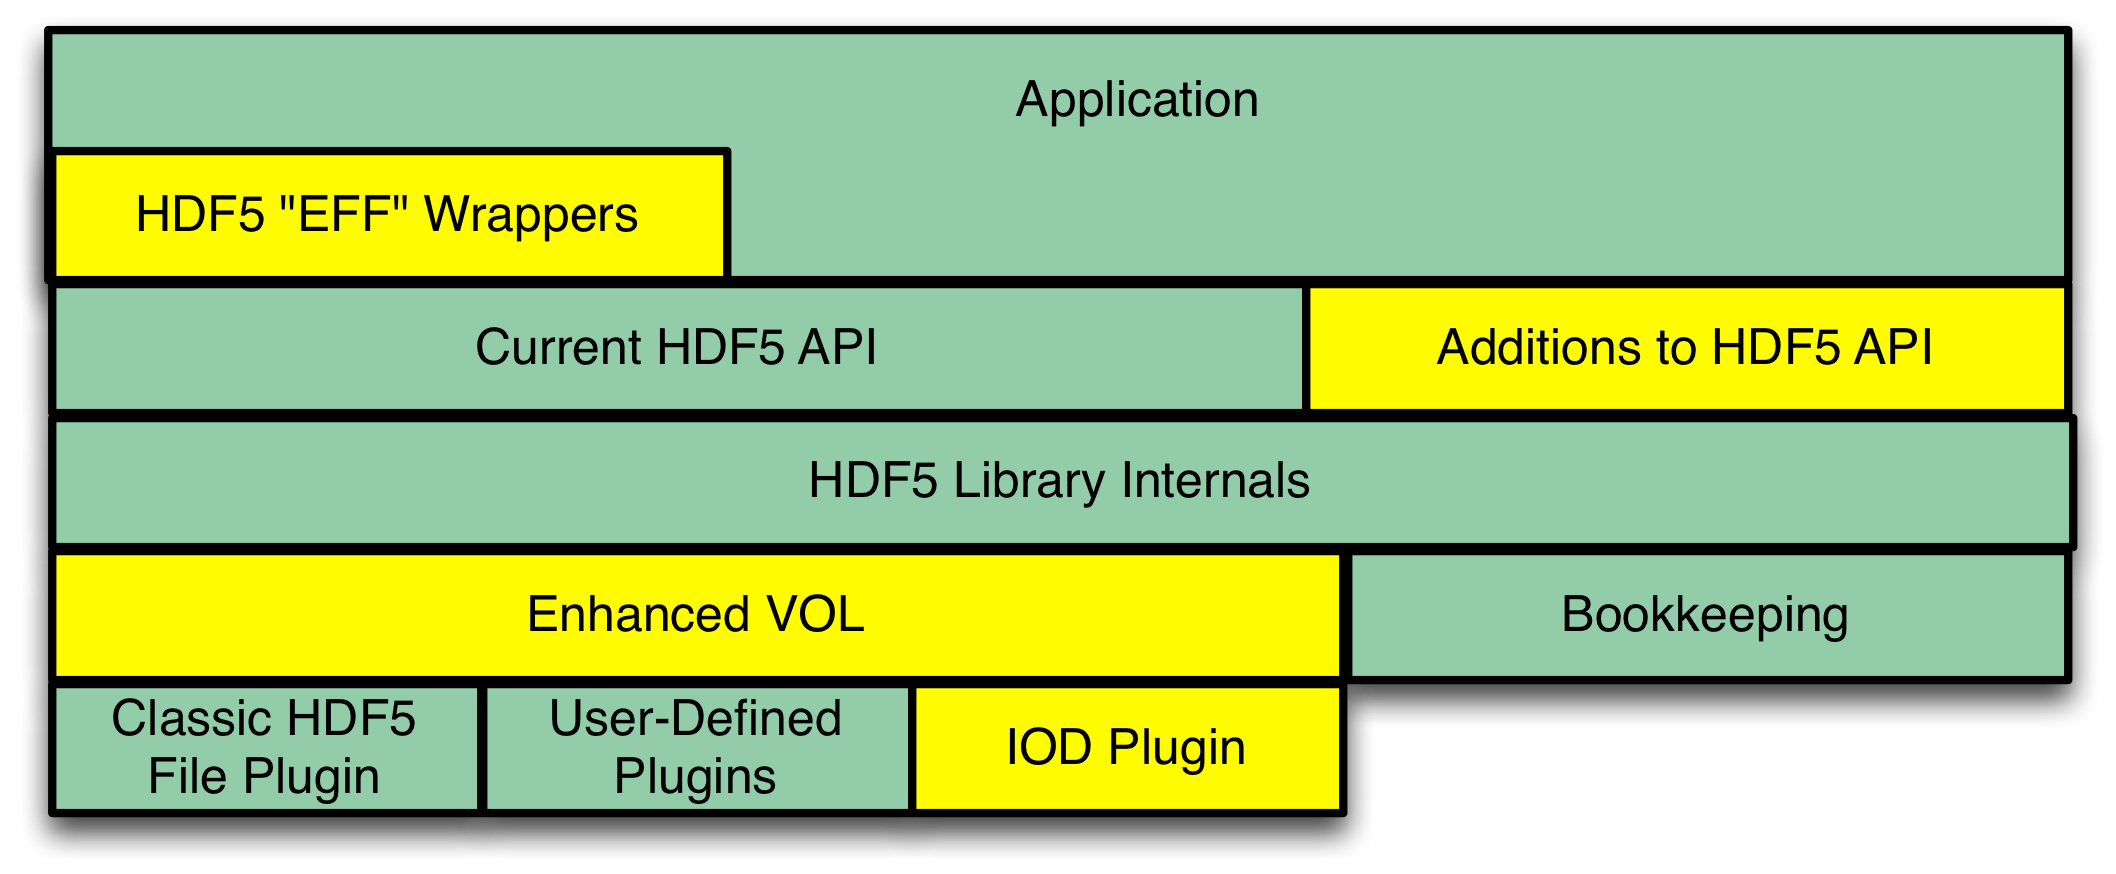 Application
HDF5 "EFF" Wrappers
Current HDF5 API
Additions to HDF5 API
HDF5 Library Internals
Enhanced VOL
Bookkeeping
Classic HDF5
File Plugin
User-Defined
Plugins
IOD Plugin